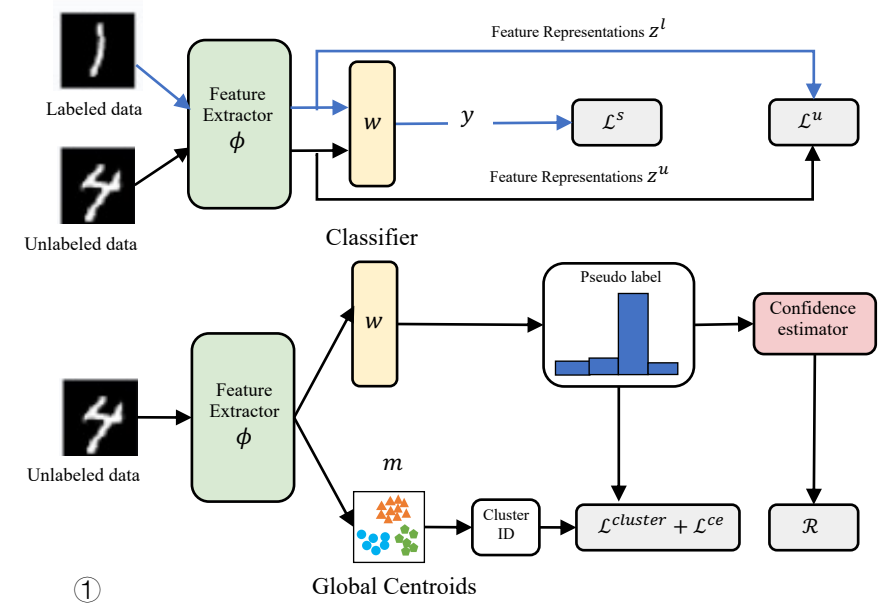 Labeled data
Unlabeled data
Feature
Extractor
ϕ
w
y
Feature Representations z^l
ℒ^s
ℒ^u
Feature Representations z^u
Classifier
w
Pseudo label
Confidence
estimator
Feature
Extractor
ϕ
Unlabeled data
m
Cluster
ID
ℒ^cluster + ℒ^ce
ℛ
Global Centroids
①